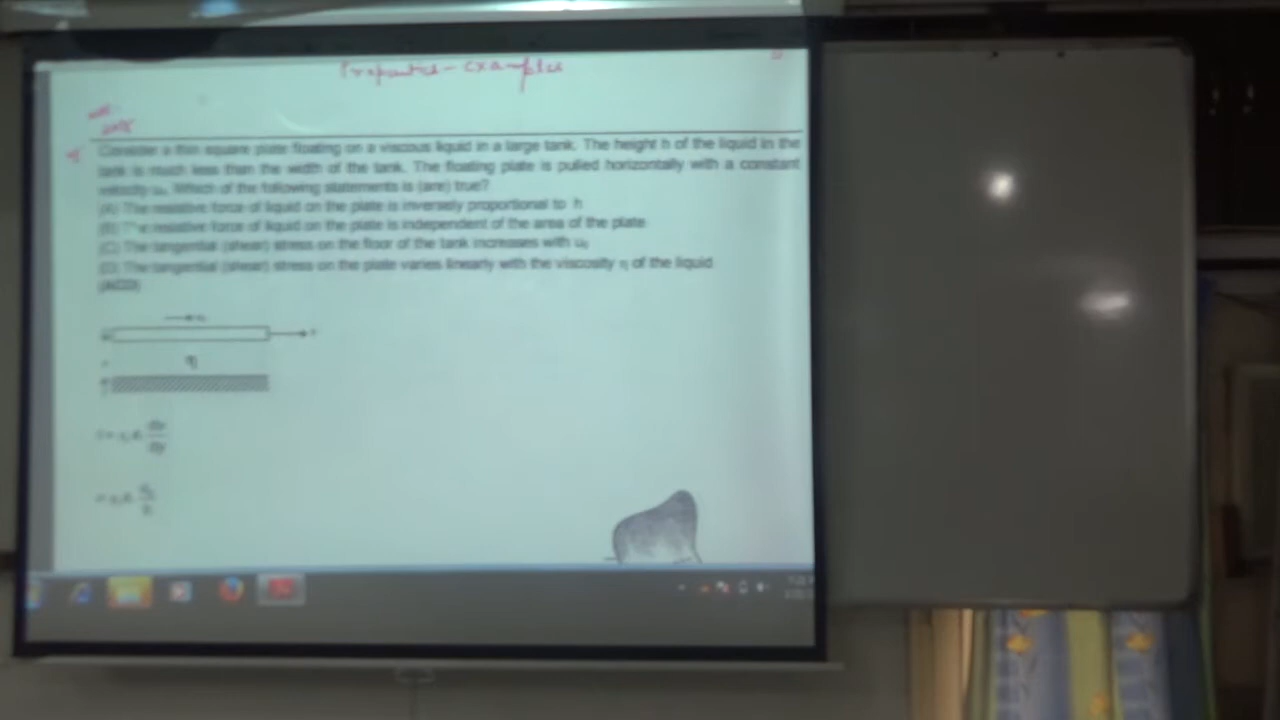 Properties - Examples
Consider a thin square plate floating on a viscous liquid in a large tank. The height h of the liquid in the
tank is much less than the width of the tank. The floating plate is pulled horizontally with a constant
velocity u₀. Which of the following statements is (are) true?
(A) The resistive force of liquid on the plate is inversely proportional to h
(B) The resistive force of liquid on the plate is independent of the area of the plate
(C) The tangential (shear) stress on the floor of the tank increases with u₀
(D) The tangential (shear) stress on the plate varies linearly with the viscosity η of the liquid
(ACD)
η